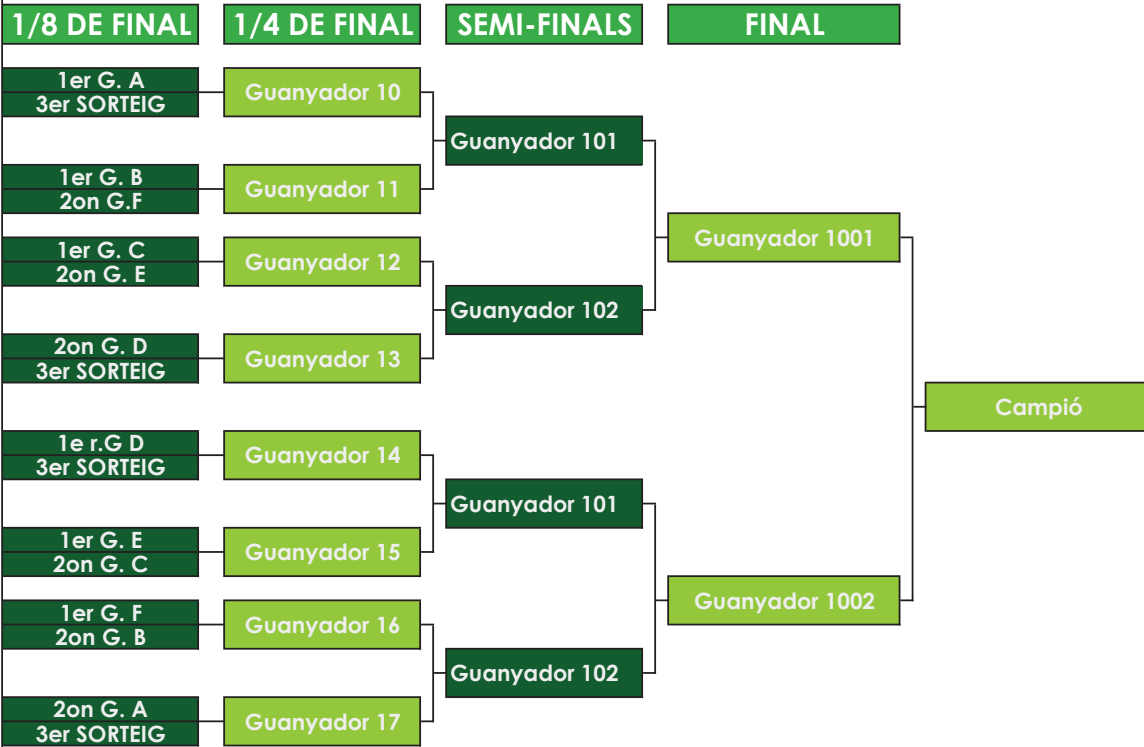 1/8 DE FINAL
1/4 DE FINAL
SEMI-FINALS
FINAL
1er G. A
3er SORTEIG
Guanyador 10
Guanyador 101
1er G. B
2on G.F
Guanyador 11
Guanyador 1001
1er G. C
2on G. E
Guanyador 12
Guanyador 102
2on G. D
3er SORTEIG
Guanyador 13
Campió
1e r.G D
3er SORTEIG
Guanyador 14
Guanyador 101
1er G. E
2on G. C
Guanyador 15
Guanyador 1002
1er G. F
2on G. B
Guanyador 16
Guanyador 102
2on G. A
3er SORTEIG
Guanyador 17